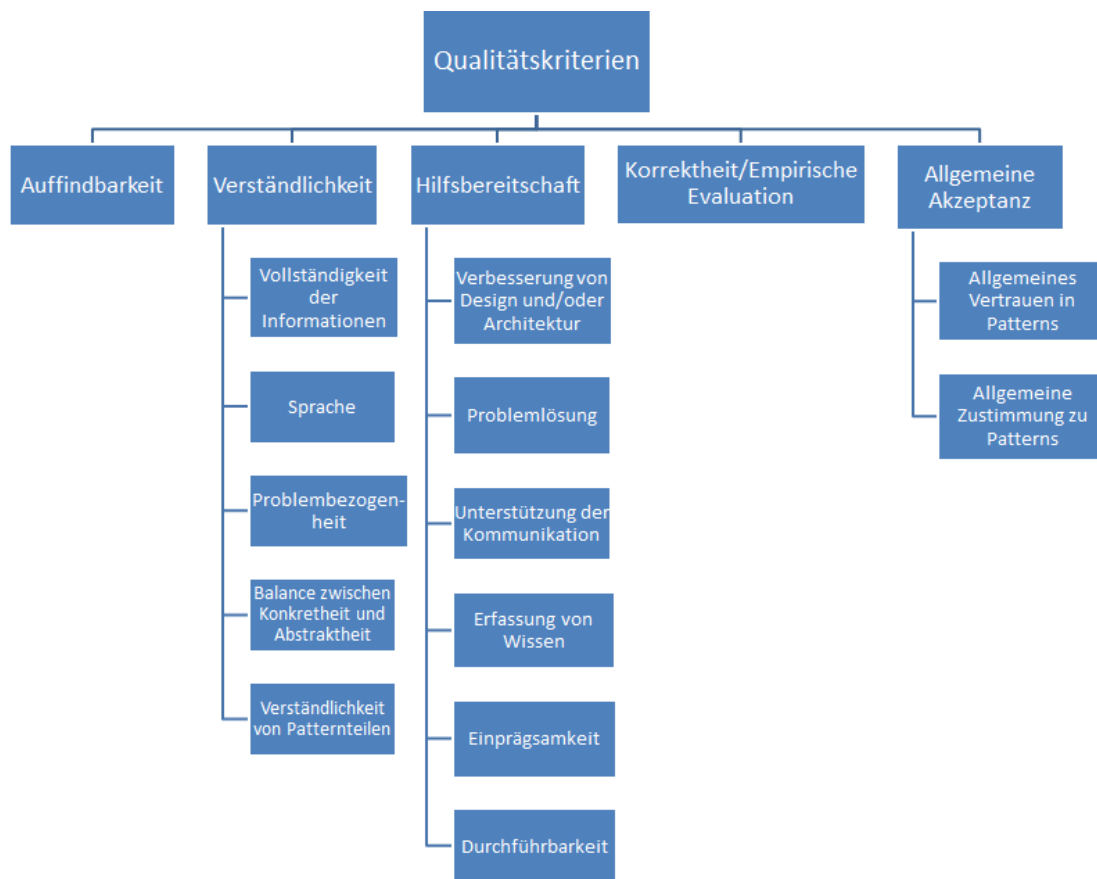 Qualitätskriterien
Auffindbarkeit
Verständlichkeit
Hilfsbereitschaft
Korrektheit/Empirische
Evaluation
Allgemeine
Akzeptanz
Vollständigkeit
der
Informationen
Sprache
Problembezogen-
heit
Balance zwischen
Konkretheit und
Abstraktheit
Verständlichkeit
von Patternteilen
Verbesserung von
Design und/oder
Architektur
Problemlösung
Unterstützung der
Kommunikation
Erfassung von
Wissen
Einprägsamkeit
Durchführbarkeit
Allgemeines
Vertrauen in
Patterns
Allgemeine
Zustimmung zu
Patterns